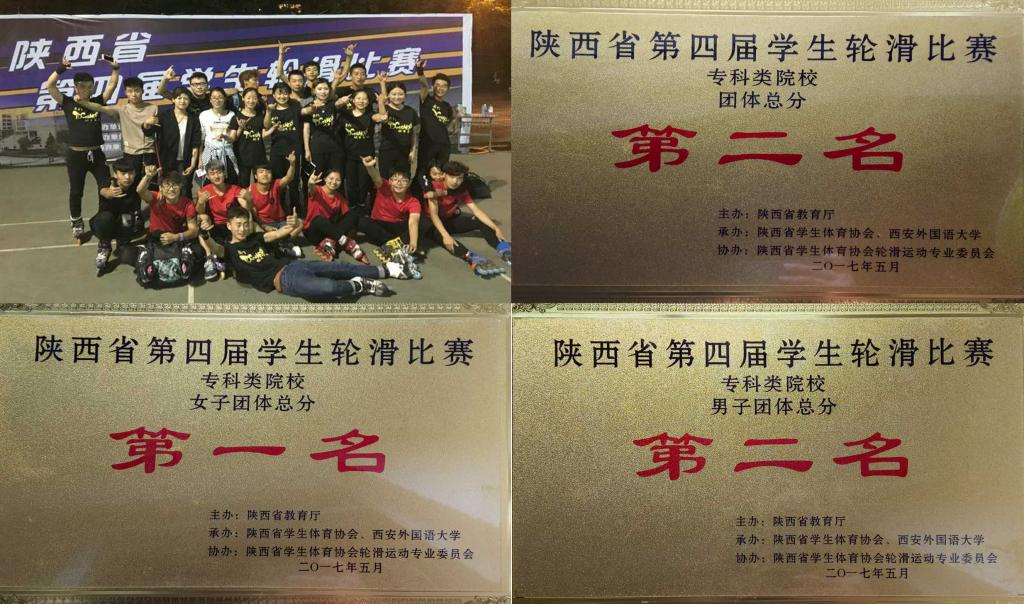 陕西省
第四届学生轮滑比赛
陕西省第四届学生轮滑比赛
专科类院校
团体总分
第二名
主办：陕西省教育厅
承办：陕西省学生体育协会、西安外国语大学
协办：陕西省学生体育协会轮滑运动专业委员会
二〇一七年五月
陕西省第四届学生轮滑比赛
专科类院校
女子团体总分
第一名
主办：陕西省教育厅
承办：陕西省学生体育协会、西安外国语大学
协办：陕西省学生体育协会轮滑运动专业委员会
二〇一七年五月
陕西省第四届学生轮滑比赛
专科类院校
男子团体总分
第二名
主办：陕西省教育厅
承办：陕西省学生体育协会、西安外国语大学
协办：陕西省学生体育协会轮滑运动专业委员会
二〇一七年五月